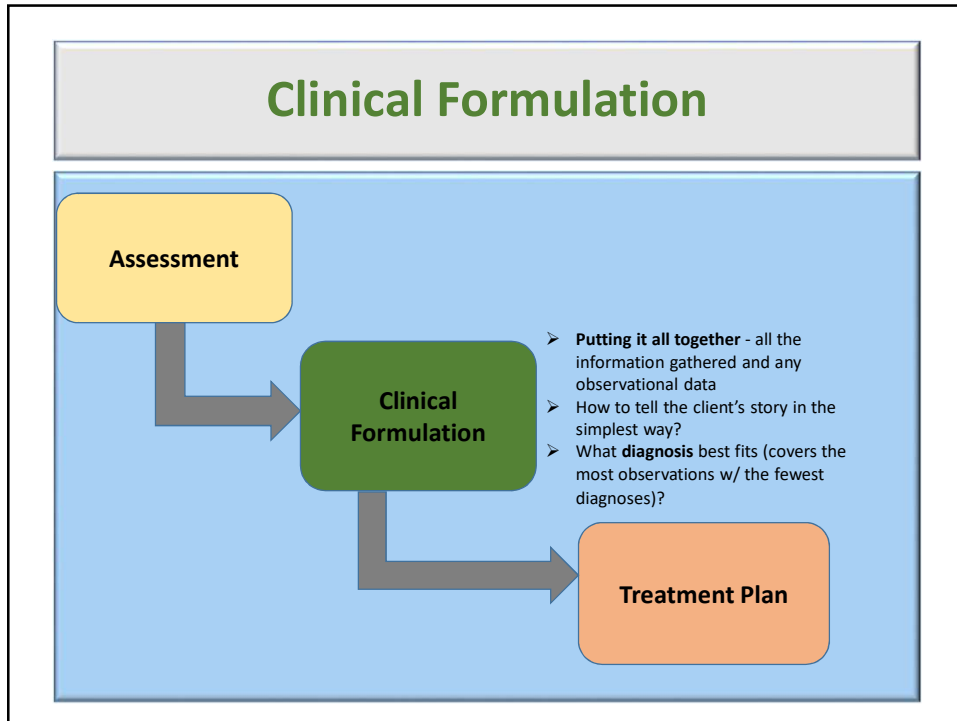 Clinical Formulation
Assessment
Clinical
Formulation
➢ Putting it all together - all the
information gathered and any
observational data
➢ How to tell the client’s story in the
simplest way?
➢ What diagnosis best fits (covers the
most observations w/ the fewest
diagnoses)?
Treatment Plan